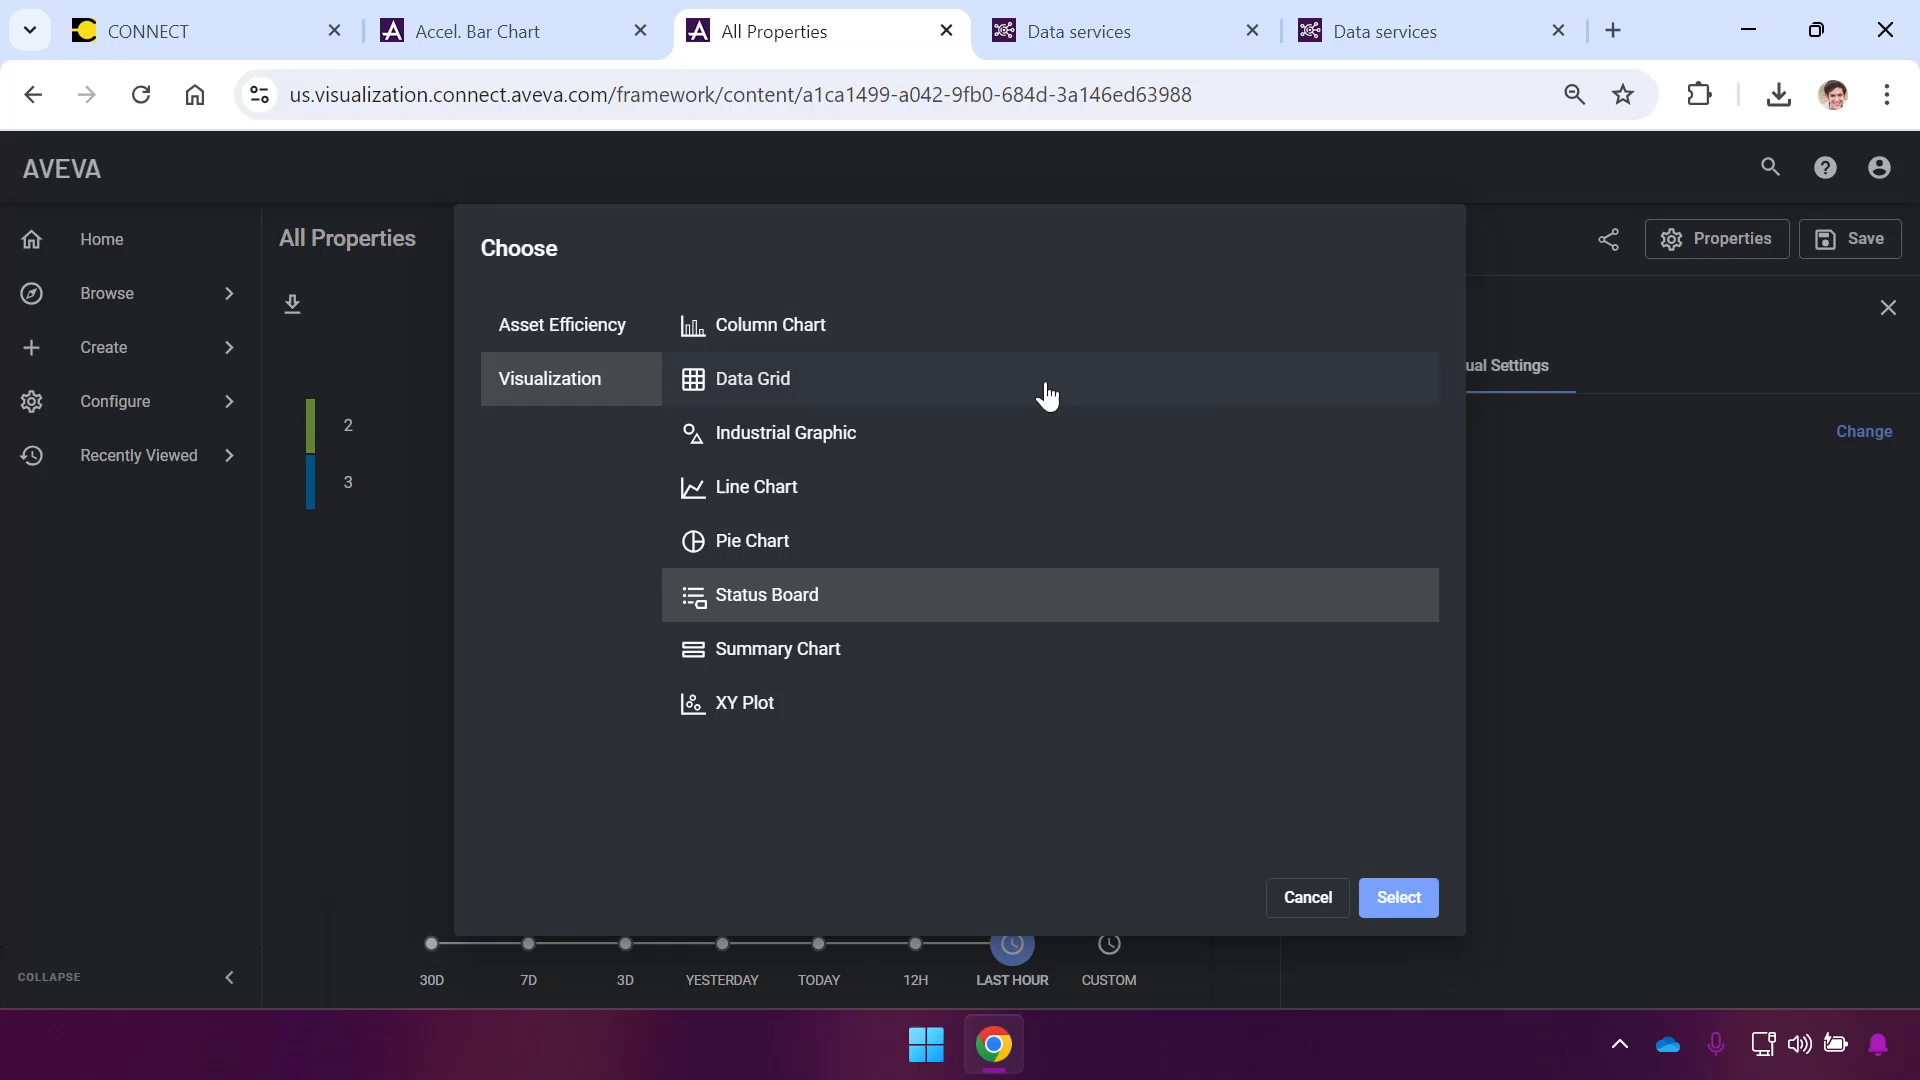 CONNECT
Accel. Bar Chart
All Properties
Data services
Data services
us.visualization.connect.aveva.com/framework/content/a1ca1499-a042-9fb0-684d-3a146ed63988
AVEVA
Home
Browse
Create
Configure
Recently Viewed
COLLAPSE
All Properties
2
3
Choose
Asset Efficiency
Visualization
Column Chart
Data Grid
Industrial Graphic
Line Chart
Pie Chart
Status Board
Summary Chart
XY Plot
Cancel
Select
Properties
Save
ual Settings
Change
30D
7D
3D
YESTERDAY
TODAY
12H
LAST HOUR
CUSTOM